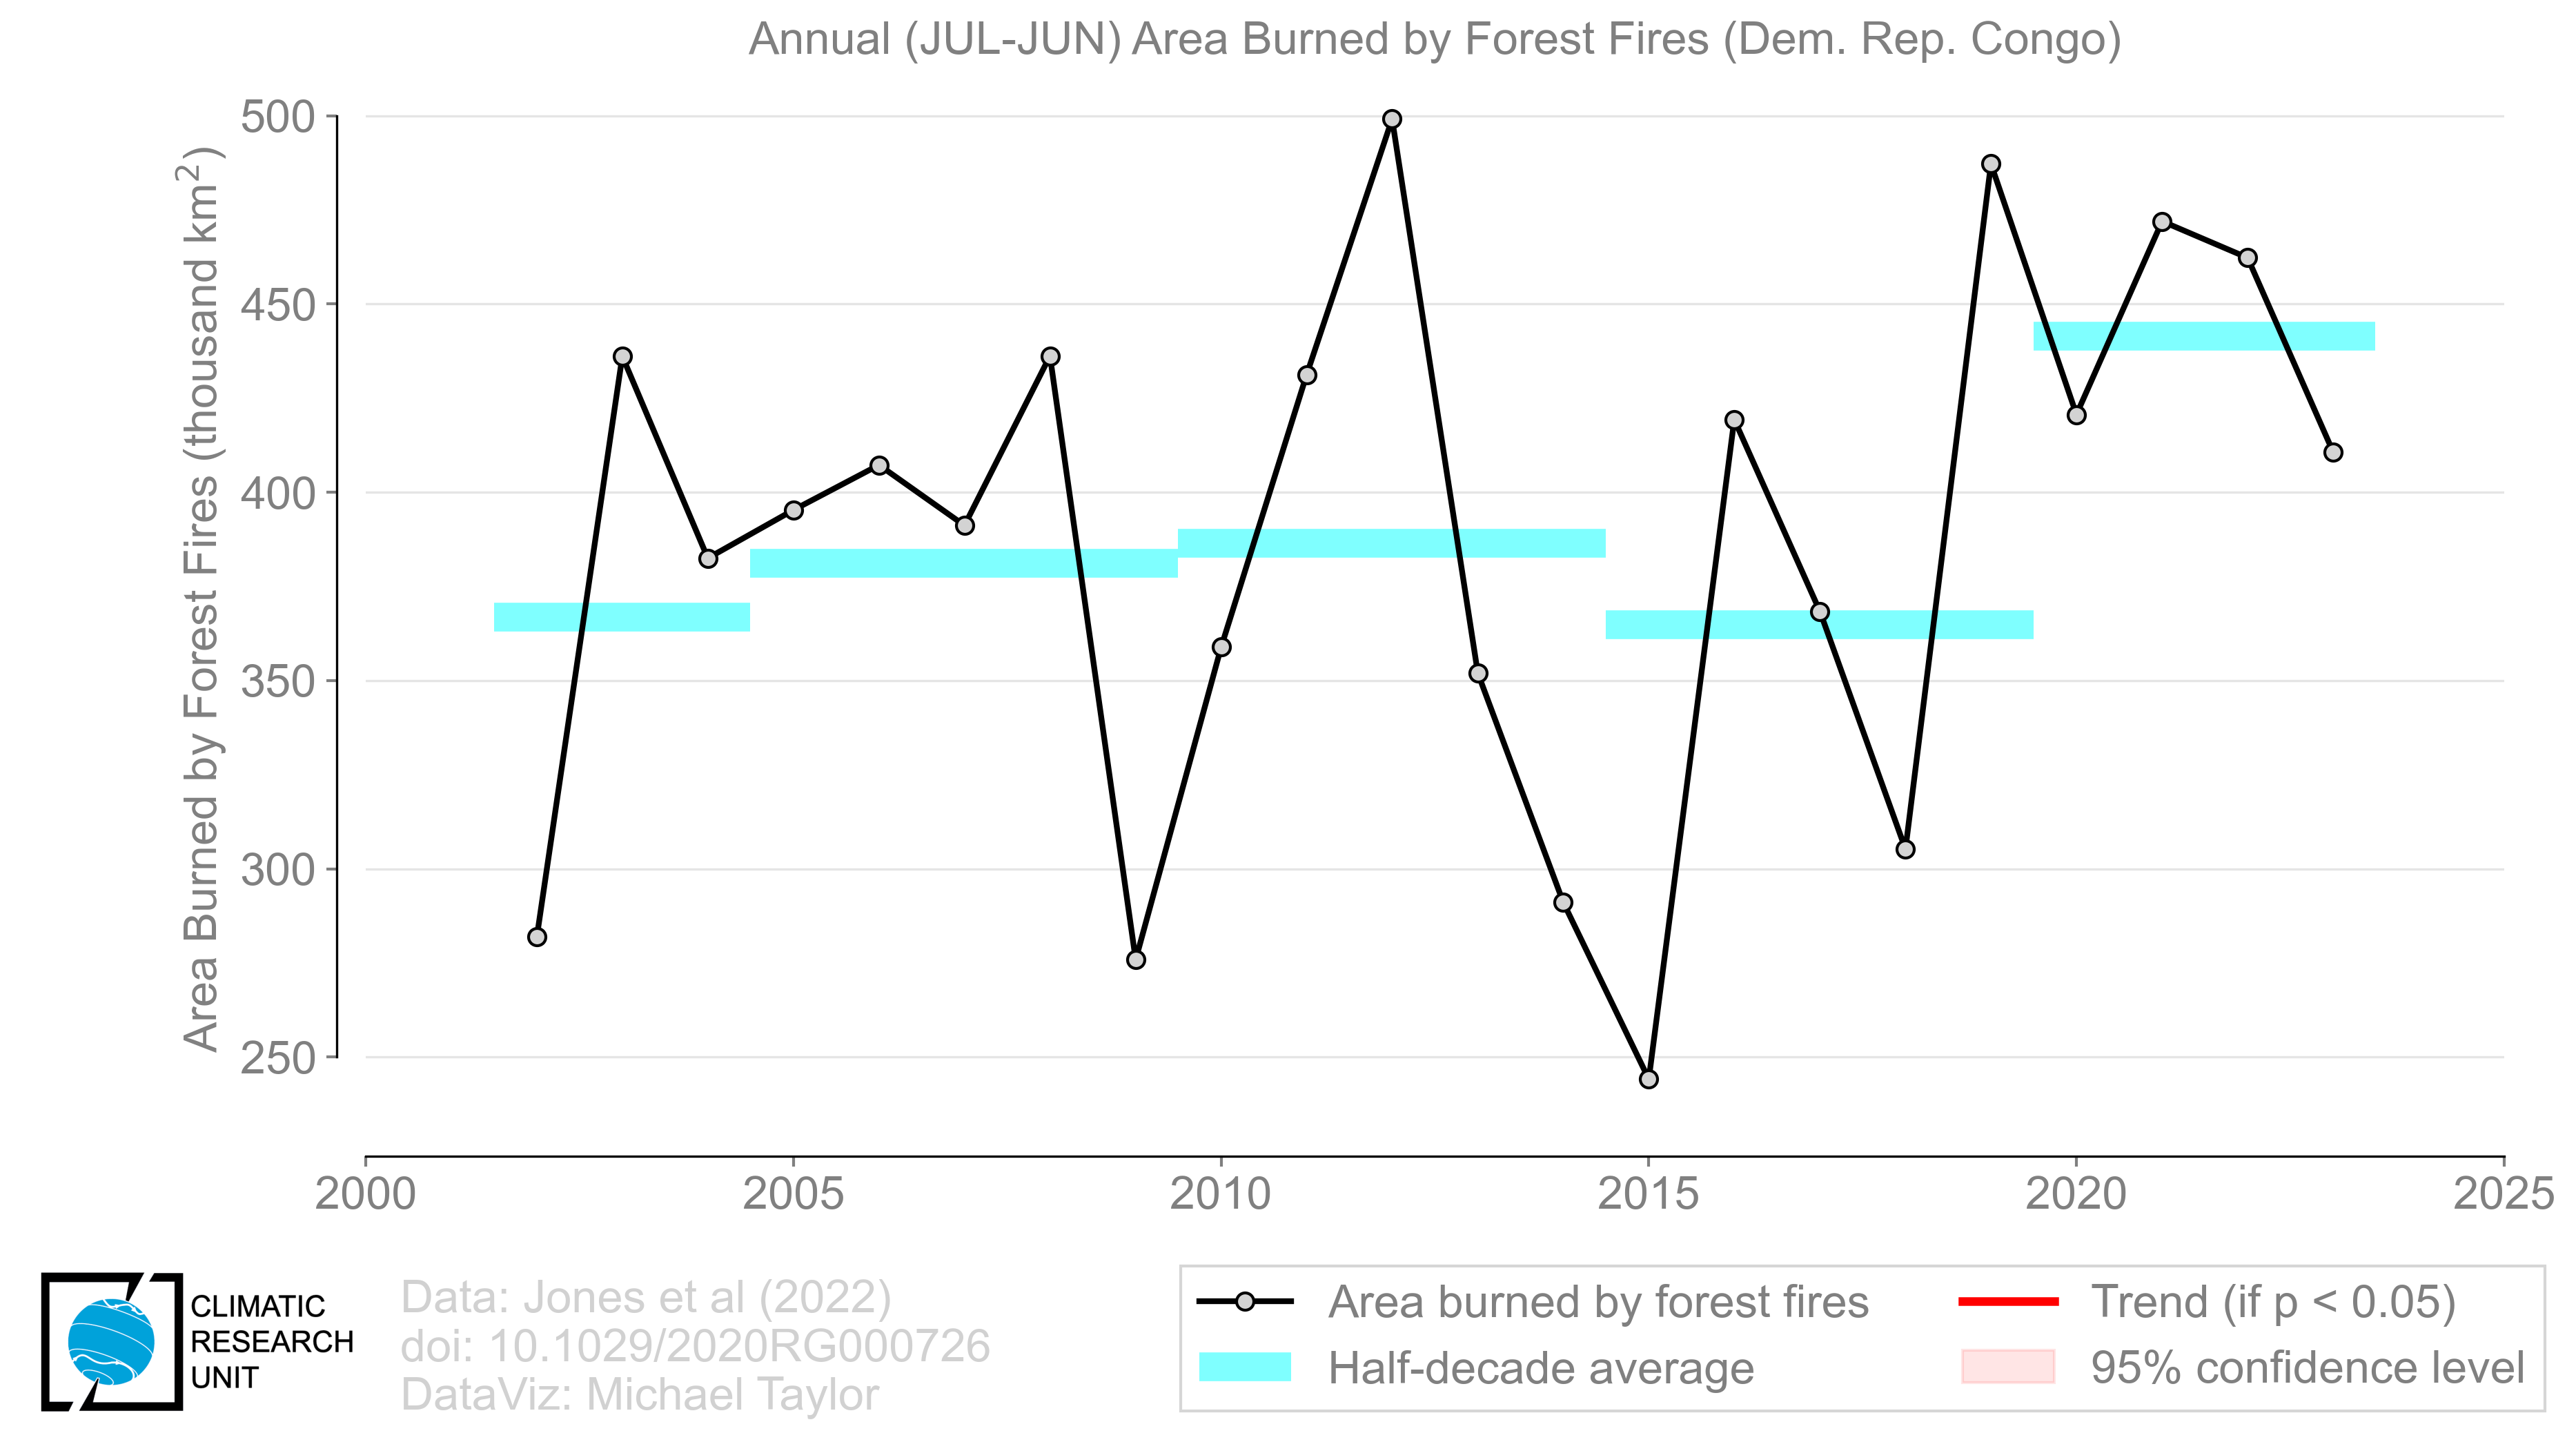 Annual (JUL-JUN) Area Burned by Forest Fires (Dem. Rep. Congo)
Area Burned by Forest Fires (thousand km²)
500
450
400
350
300
250
2000
2005
2010
2015
2020
2025
CLIMATIC
RESEARCH
UNIT
Data: Jones et al (2022)
doi: 10.1029/2020RG000726
DataViz: Michael Taylor
Area burned by forest fires
Half-decade average
Trend (if p < 0.05)
95% confidence level